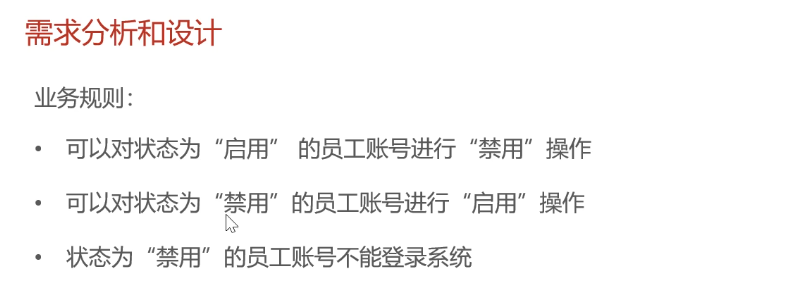 需求分析和设计
业务规则：
• 可以对状态为“启用” 的员工账号进行“禁用”操作
• 可以对状态为“禁用”的员工账号进行“启用”操作
• 状态为“禁用”的员工账号不能登录系统